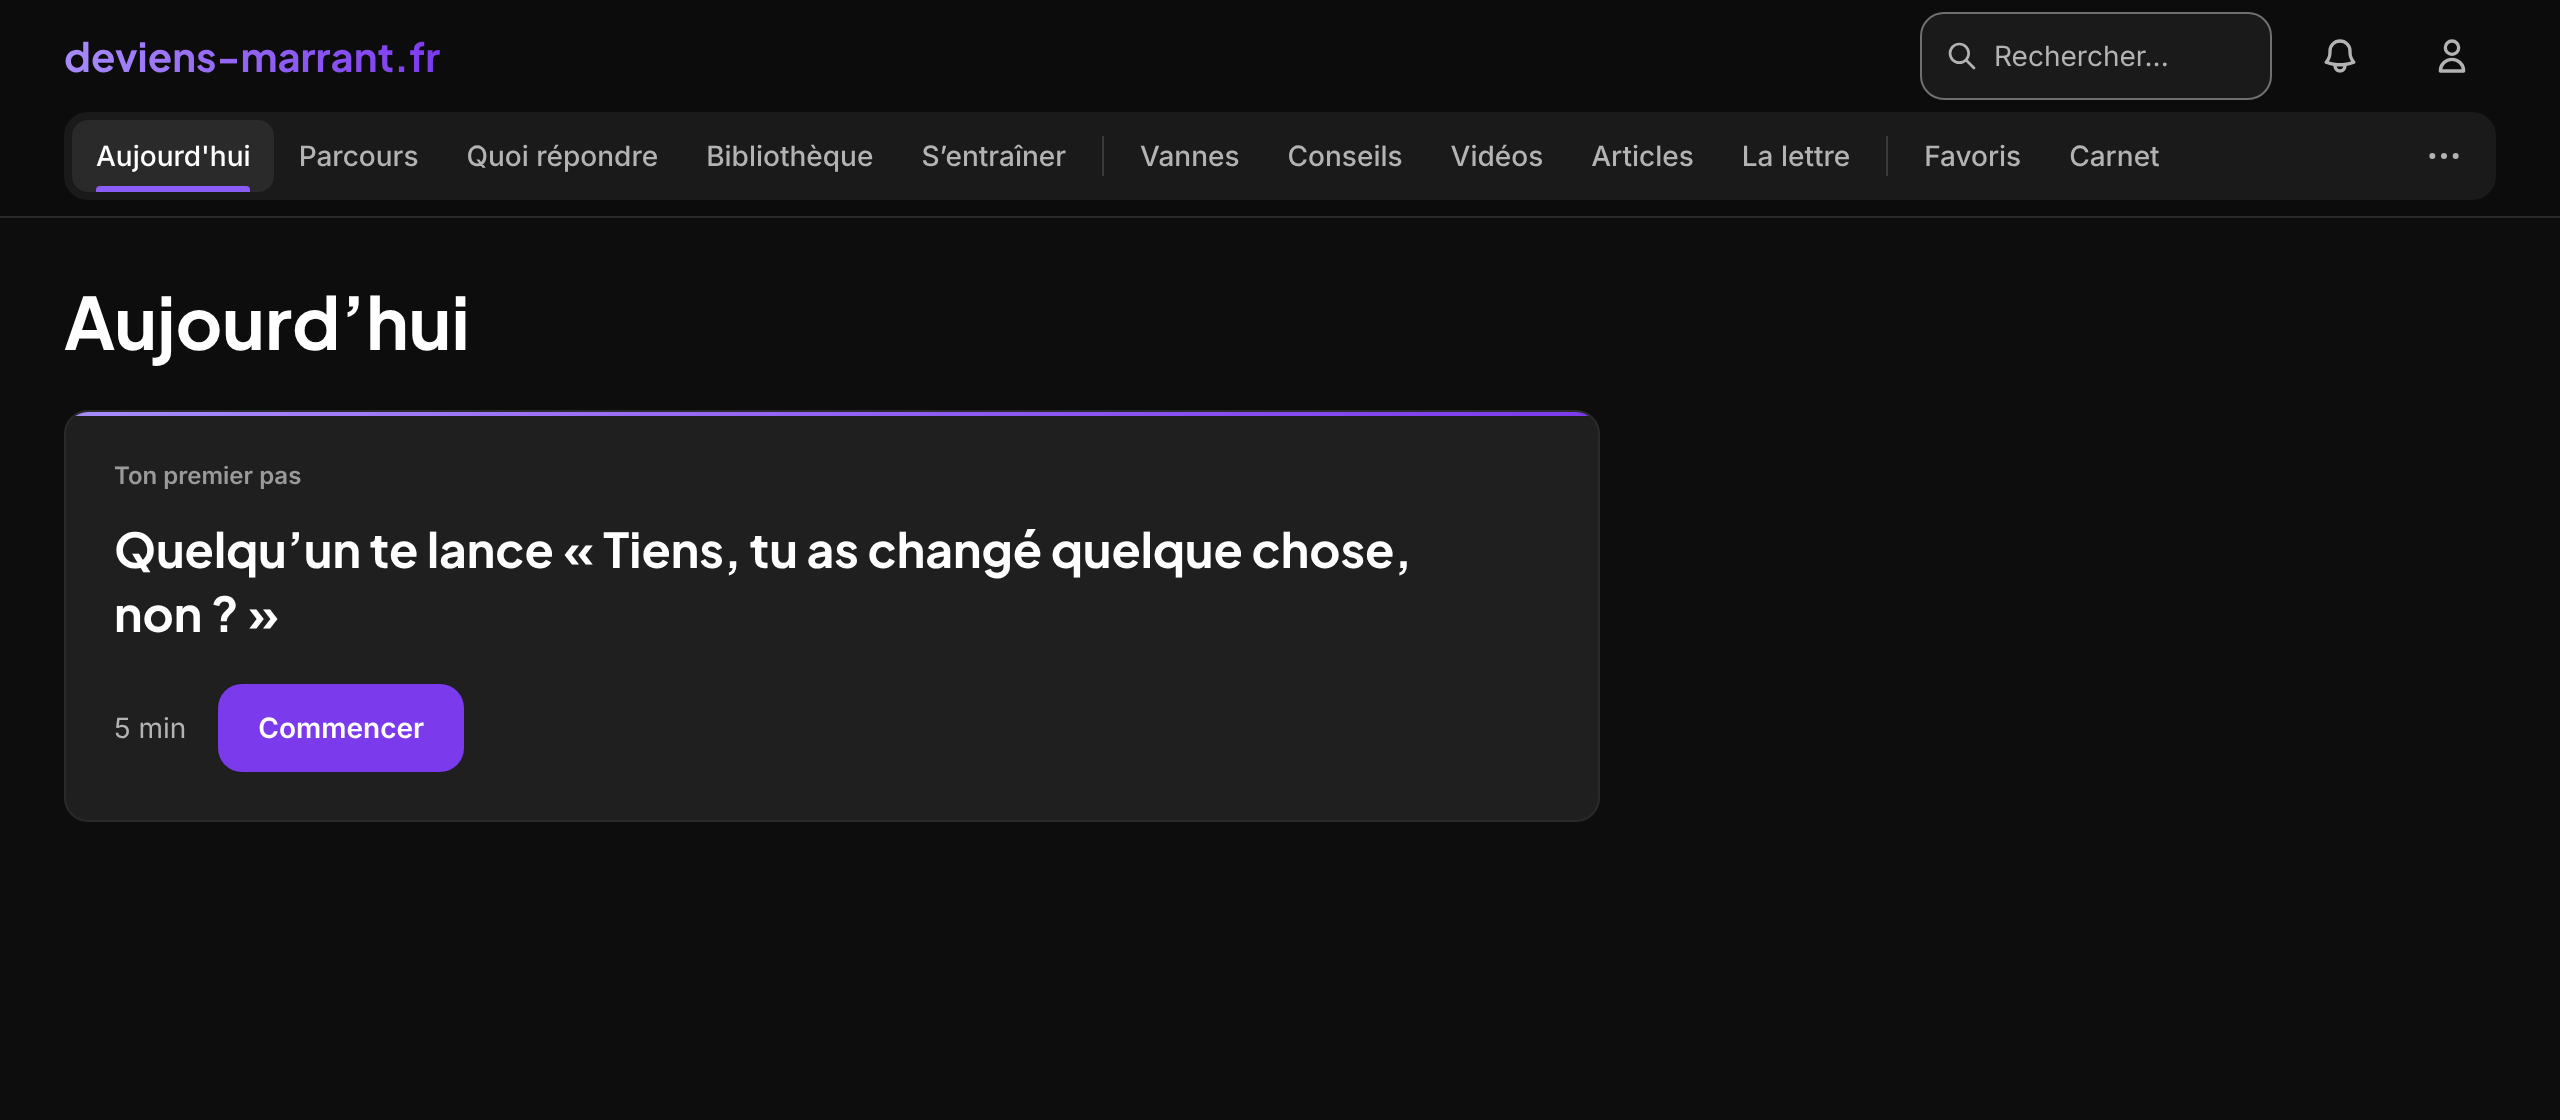 deviens-marrant.fr
Rechercher...
Aujourd'hui Parcours Quoi répondre Bibliothèque S’entraîner Vannes Conseils Vidéos Articles La lettre Favoris Carnet
Aujourd’hui
Ton premier pas
Quelqu’un te lance « Tiens, tu as changé quelque chose,
non ? »
5 min Commencer